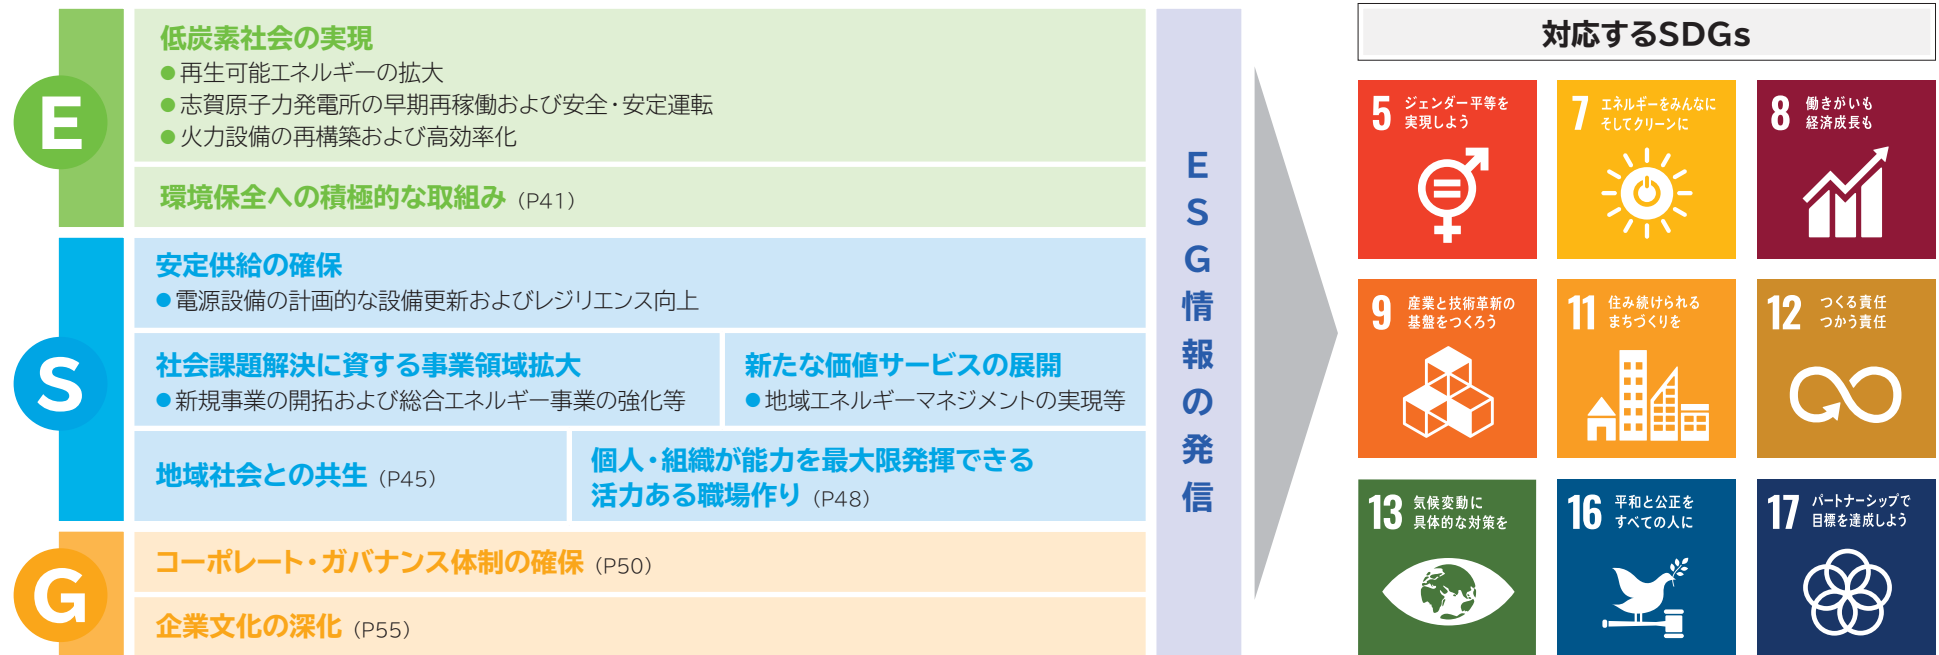 E
低炭素社会の実現
●再生可能エネルギーの拡大
●志賀原子力発電所の早期再稼働および安全・安定運転
●火力設備の再構築および高効率化
環境保全への積極的な取組み (P41)
S
安定供給の確保
●電源設備の計画的な設備更新およびレジリエンス向上
社会課題解決に資する事業領域拡大
●新規事業の開拓および総合エネルギー事業の強化等
新たな価値サービスの展開
●地域エネルギーマネジメントの実現等
地域社会との共生 (P45)
個人・組織が能力を最大限発揮できる
活力ある職場作り (P48)
G
コーポレート・ガバナンス体制の確保 (P50)
企業文化の深化 (P55)
ESG情報の発信
対応するSDGs
5 ジェンダー平等を
実現しよう
7 エネルギーをみんなに
そしてクリーンに
8 働きがいも
経済成長も
9 産業と技術革新の
基盤をつくろう
11 住み続けられる
まちづくりを
12 つくる責任
つかう責任
13 気候変動に
具体的な対策を
16 平和と公正を
すべての人に
17 パートナーシップで
目標を達成しよう